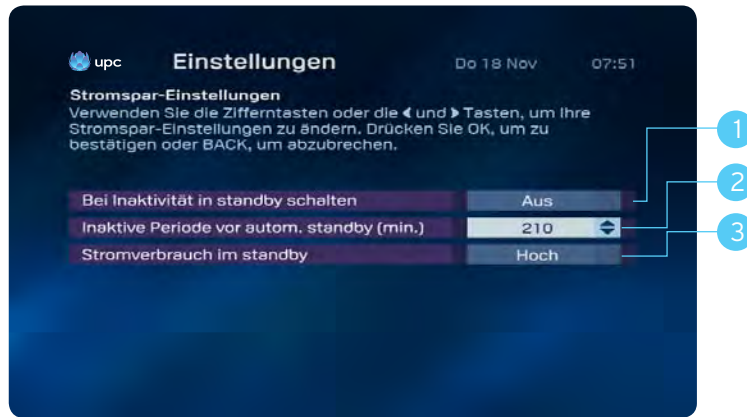 upc Einstellungen Do 18 Nov 07:51
Stromspar-Einstellungen
Verwenden Sie die Zifferntasten oder die ◀ und ▶ Tasten, um Ihre
Stromspar-Einstellungen zu ändern. Drücken Sie OK, um zu
bestätigen oder BACK, um abzubrechen.
Bei Inaktivität in standby schalten Aus 1
Inaktive Periode vor autom. standby (min.) 210 2
Stromverbrauch im standby Hoch 3